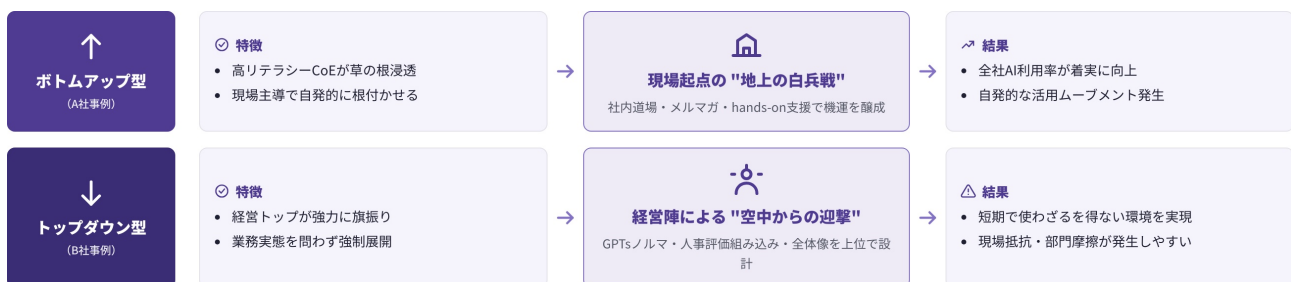 ボトムアップ型
（A社事例）
特徴
• 高リテラシーCoEが草の根浸透
• 現場主導で自発的に根付かせる
現場起点の "地上の白兵戦"
社内道場・メルマガ・hands-on支援で機運を醸成
結果
• 全社AI利用率が着実に向上
• 自発的な活用ムーブメント発生
トップダウン型
（B社事例）
特徴
• 経営トップが強力に旗振り
• 業務実態を問わず強制展開
経営陣による "空中からの迎撃"
GPTsノルマ・人事評価組み込み・全体像を上位で設
計
結果
• 短期で使わざるを得ない環境を実現
• 現場抵抗・部門摩擦が発生しやすい